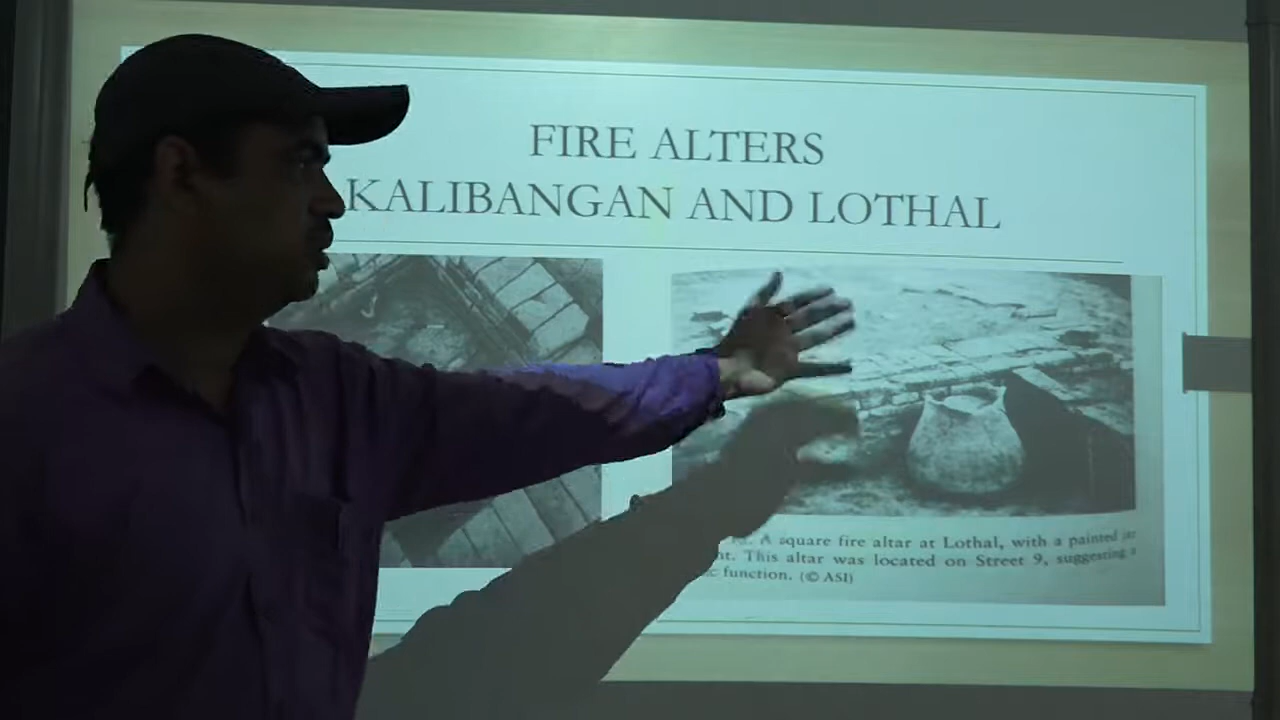 FIRE ALTERS
KALIBANGAN AND LOTHAL
A square fire altar at Lothal, with a painted jar
This altar was located on Street 9, suggesting a
function. (© ASI)